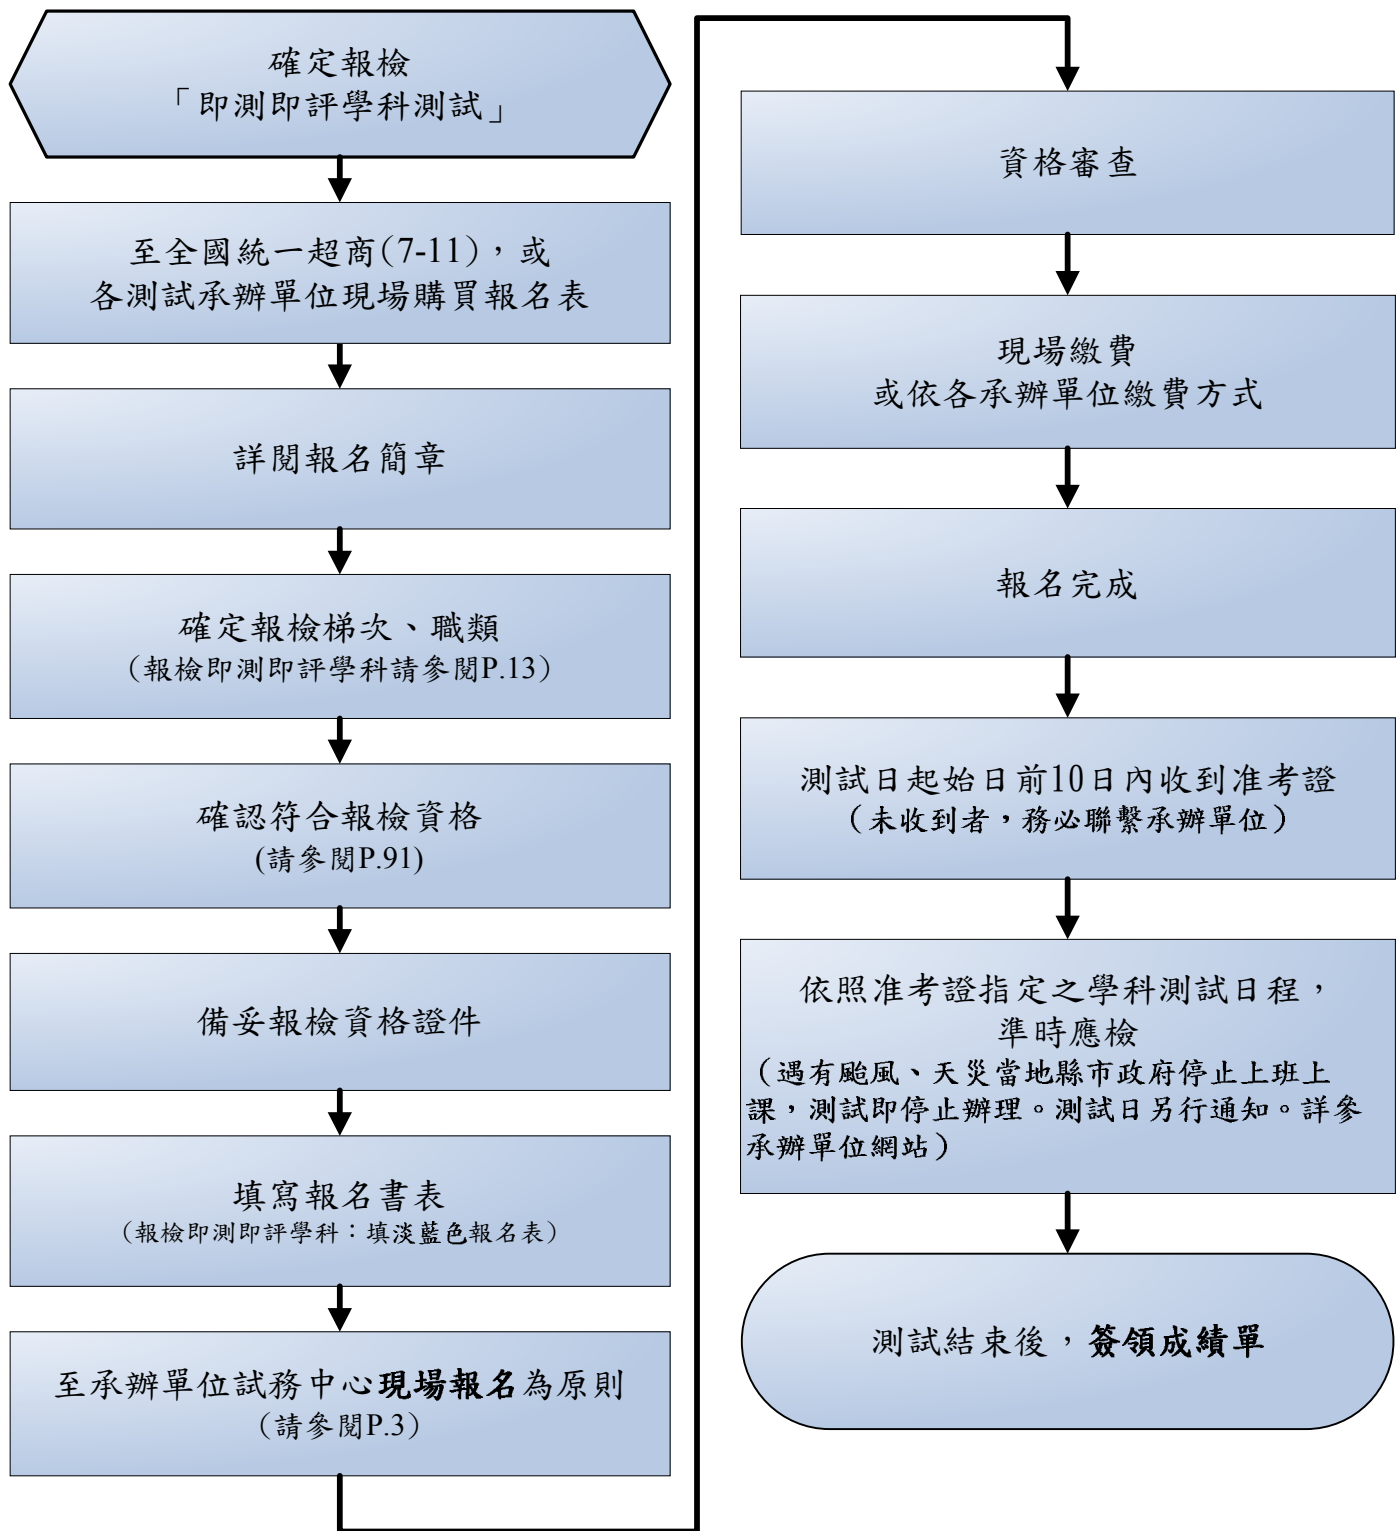 確定報檢
「即測即評學科測試」
至全國統一超商(7-11)，或
各測試承辦單位現場購買報名表
詳閱報名簡章
確定報檢梯次、職類
（報檢即測即評學科請參閱P.13）
確認符合報檢資格
(請參閱P.91)
備妥報檢資格證件
填寫報名書表
（報檢即測即評學科：填淡藍色報名表）
至承辦單位試務中心現場報名為原則
（請參閱P.3）
資格審查
現場繳費
或依各承辦單位繳費方式
報名完成
測試日起始日前10日內收到准考證
（未收到者，務必聯繫承辦單位）
依照准考證指定之學科測試日程，
準時應檢
（遇有颱風、天災當地縣市政府停止上班上
課，測試即停止辦理。測試日另行通知。詳參
承辦單位網站）
測試結束後，簽領成績單